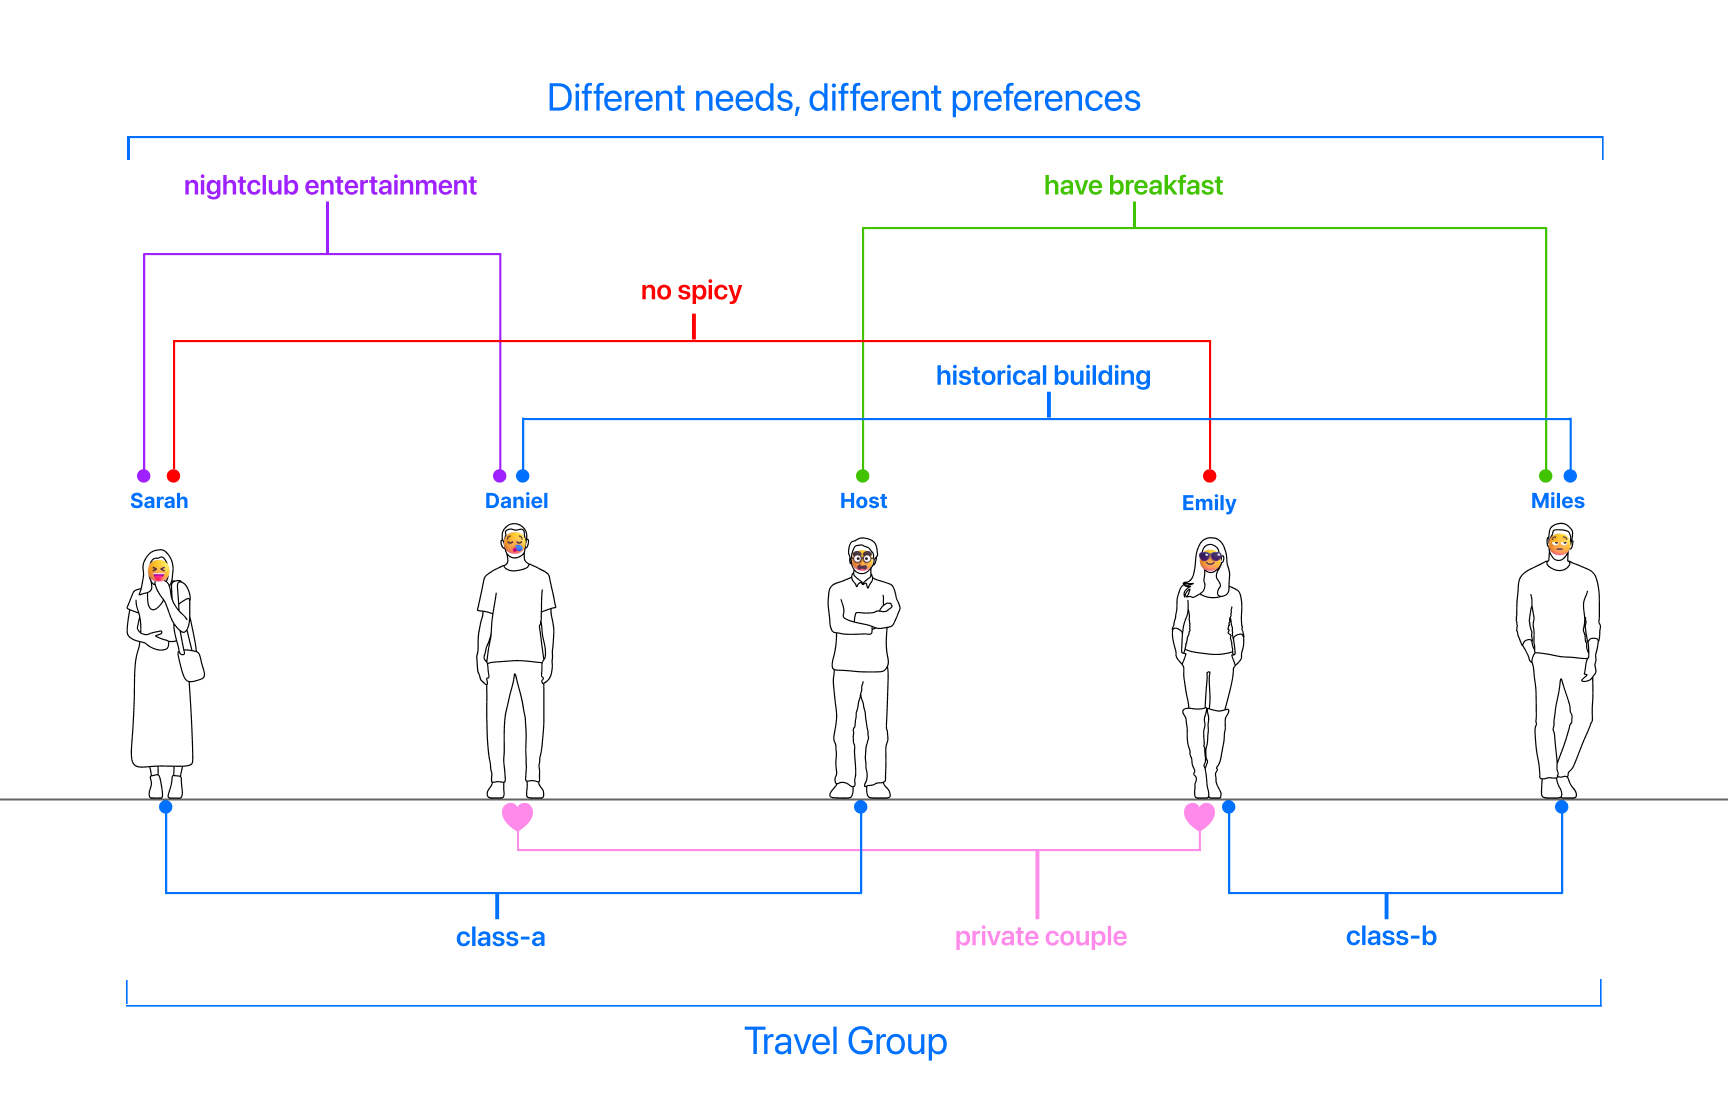 Different needs, different preferences
nightclub entertainment
have breakfast
no spicy
historical building
Sarah
Daniel
Host
Emily
Miles
class-a
private couple
class-b
Travel Group